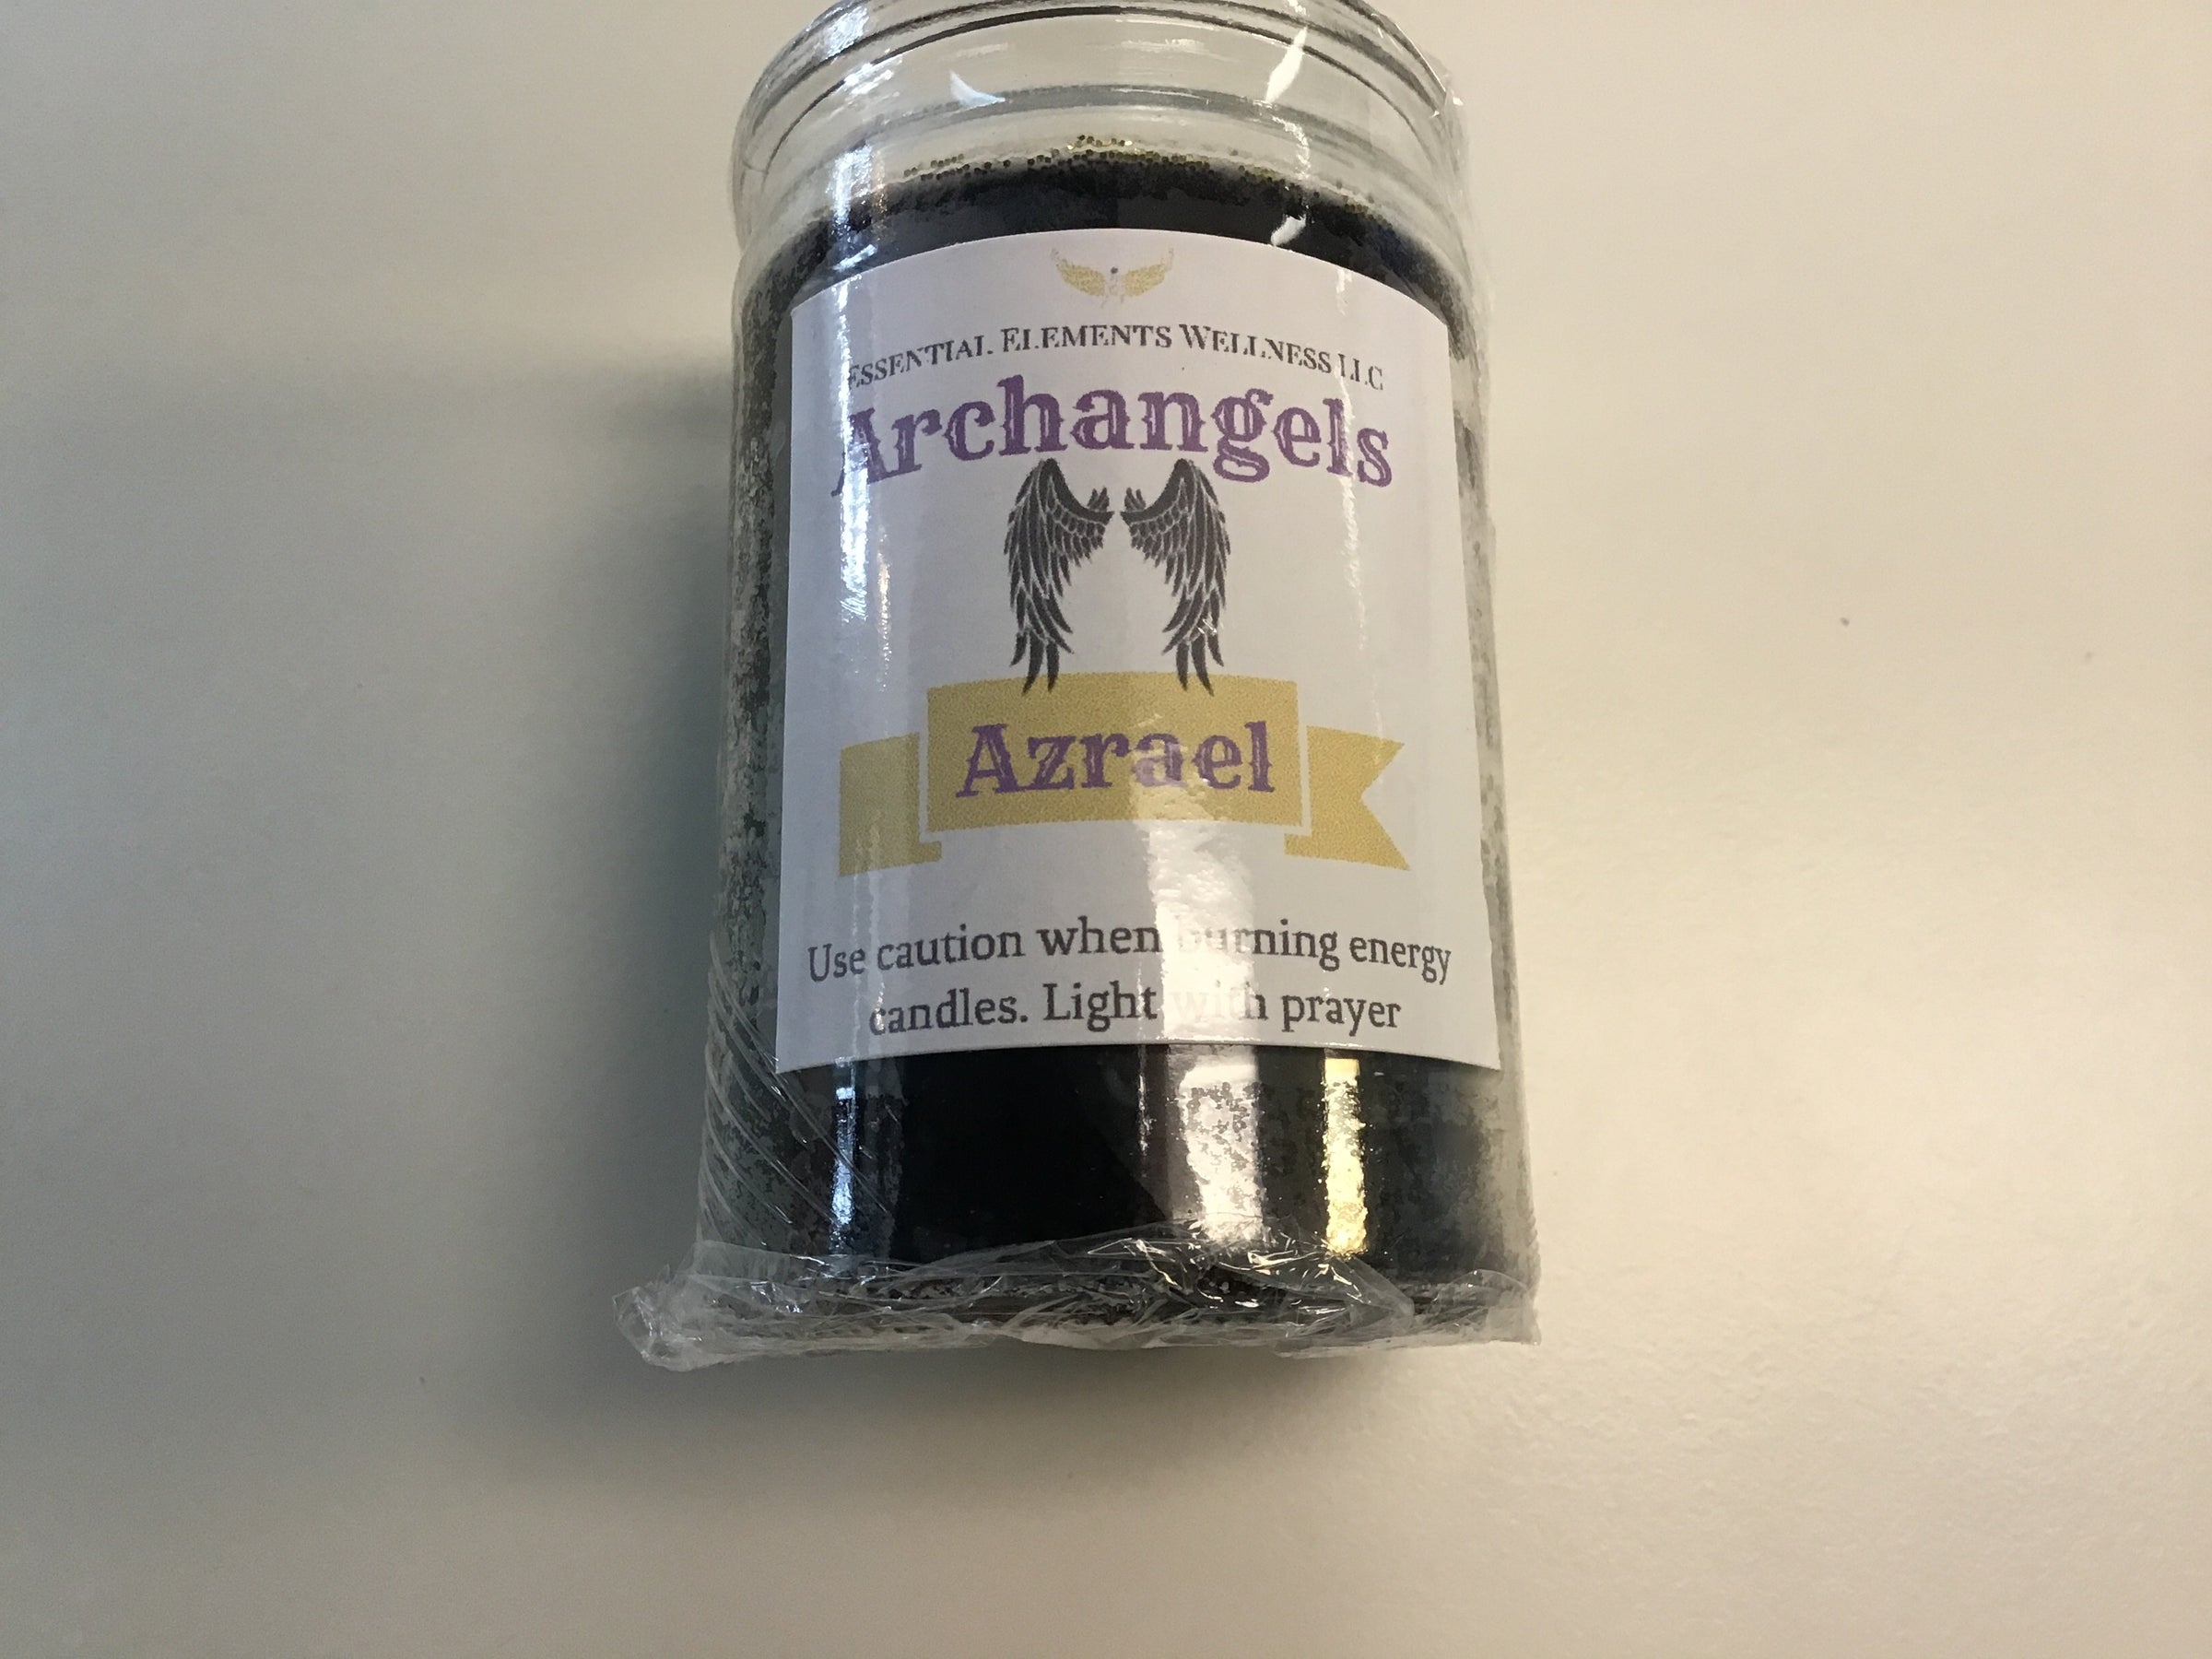 ESSENTIAL ELEMENTS WELLNESS LLC
Archangels
Azrael
Use caution when burning energy
candles. Light with prayer